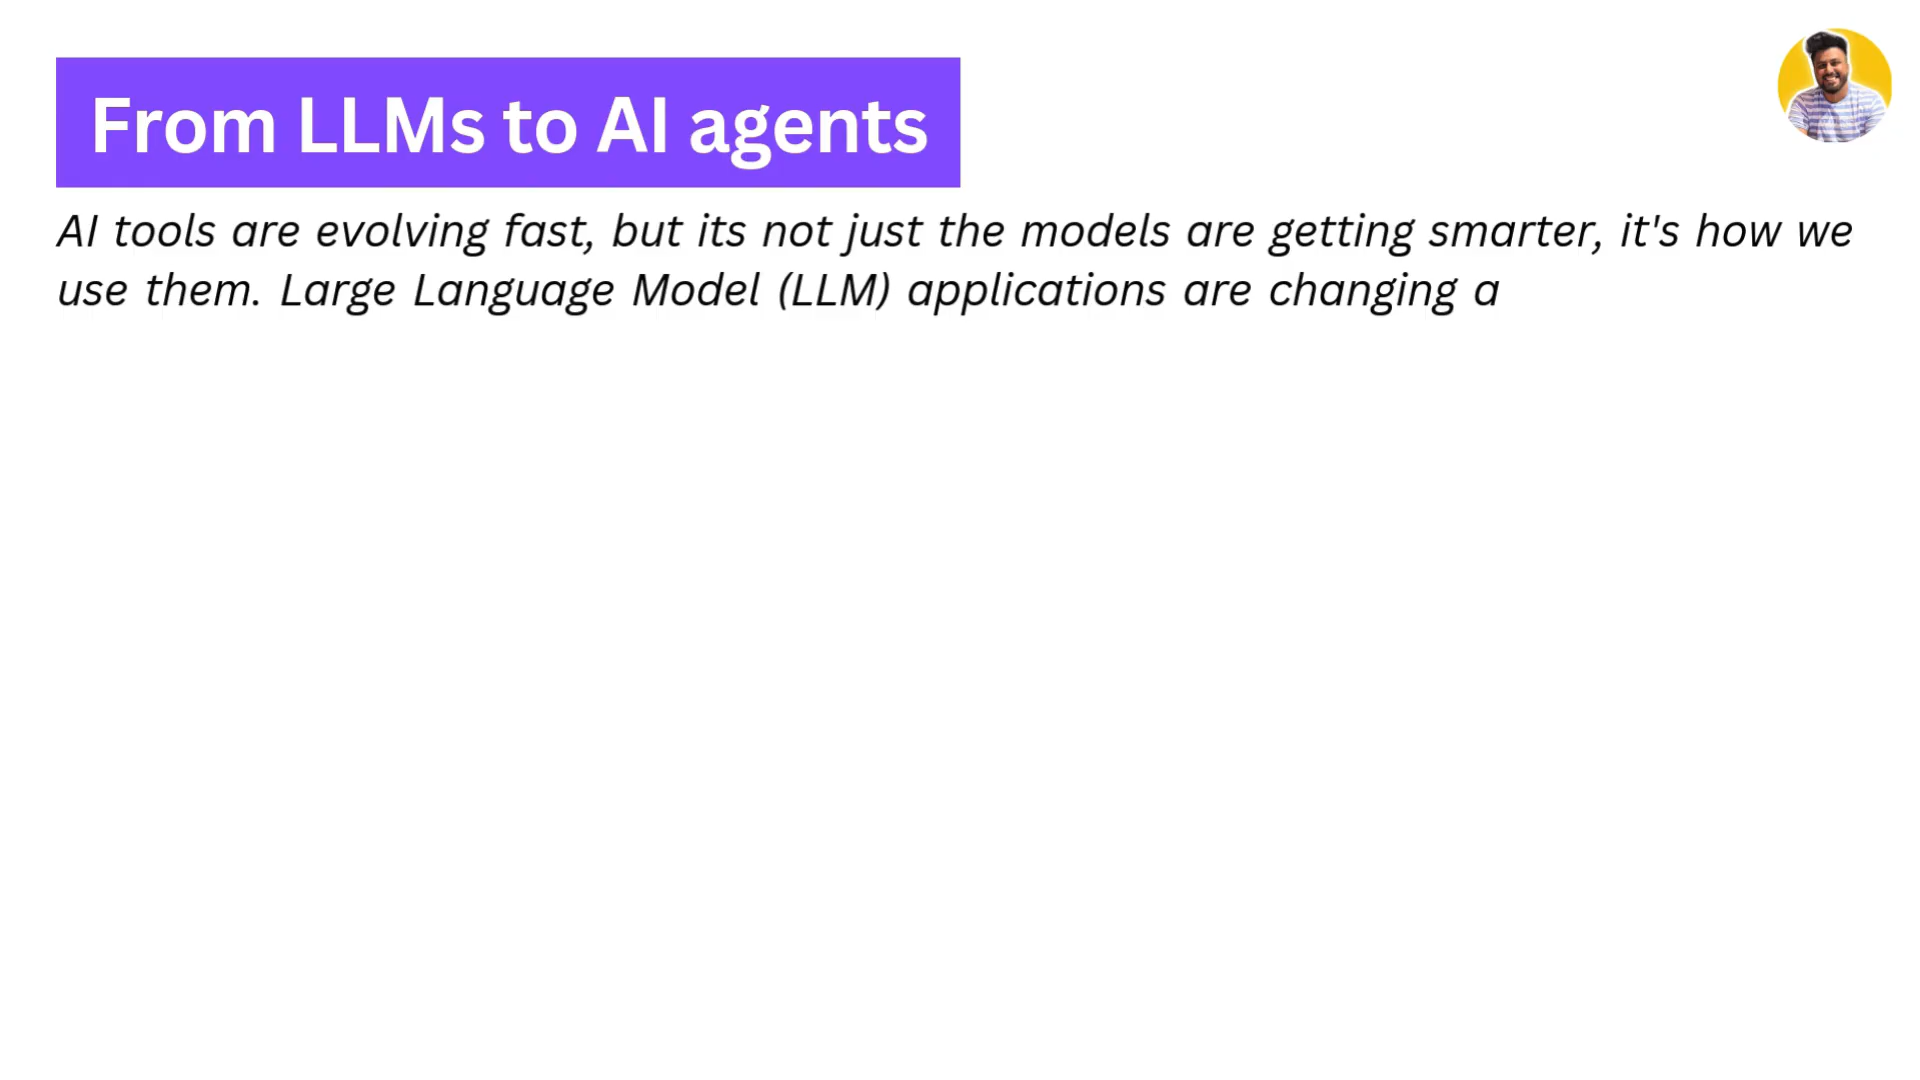 From LLMs to AI agents
AI tools are evolving fast, but its not just the models are getting smarter, it's how we
use them. Large Language Model (LLM) applications are changing a